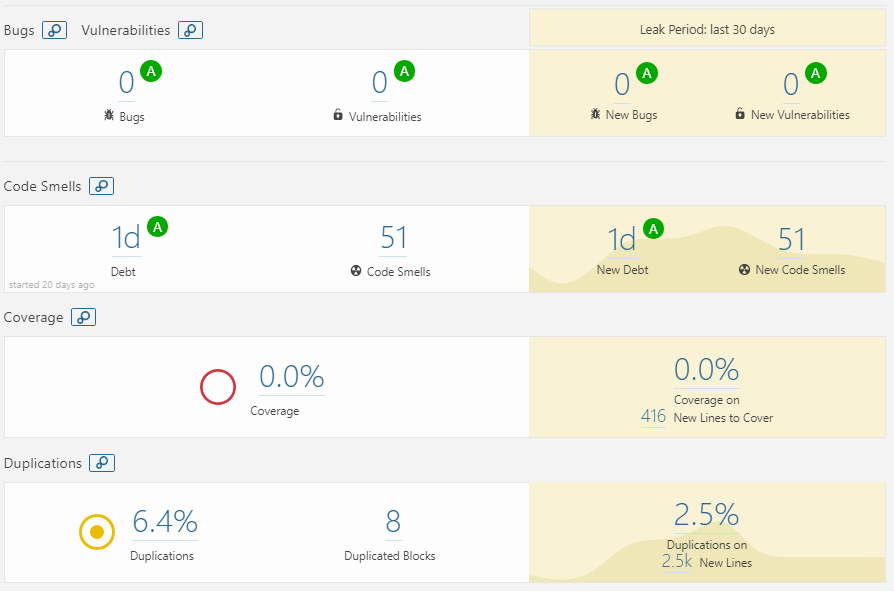 Bugs Vulnerabilities
Leak Period: last 30 days
0 A
Bugs
0 A
Vulnerabilities
0 A
New Bugs
0 A
New Vulnerabilities
Code Smells
1d A
Debt
started 20 days ago
51
Code Smells
1d A
New Debt
51
New Code Smells
Coverage
0.0%
Coverage
0.0%
Coverage on
416 New Lines to Cover
Duplications
6.4%
Duplications
8
Duplicated Blocks
2.5%
Duplications on
2.5k New Lines